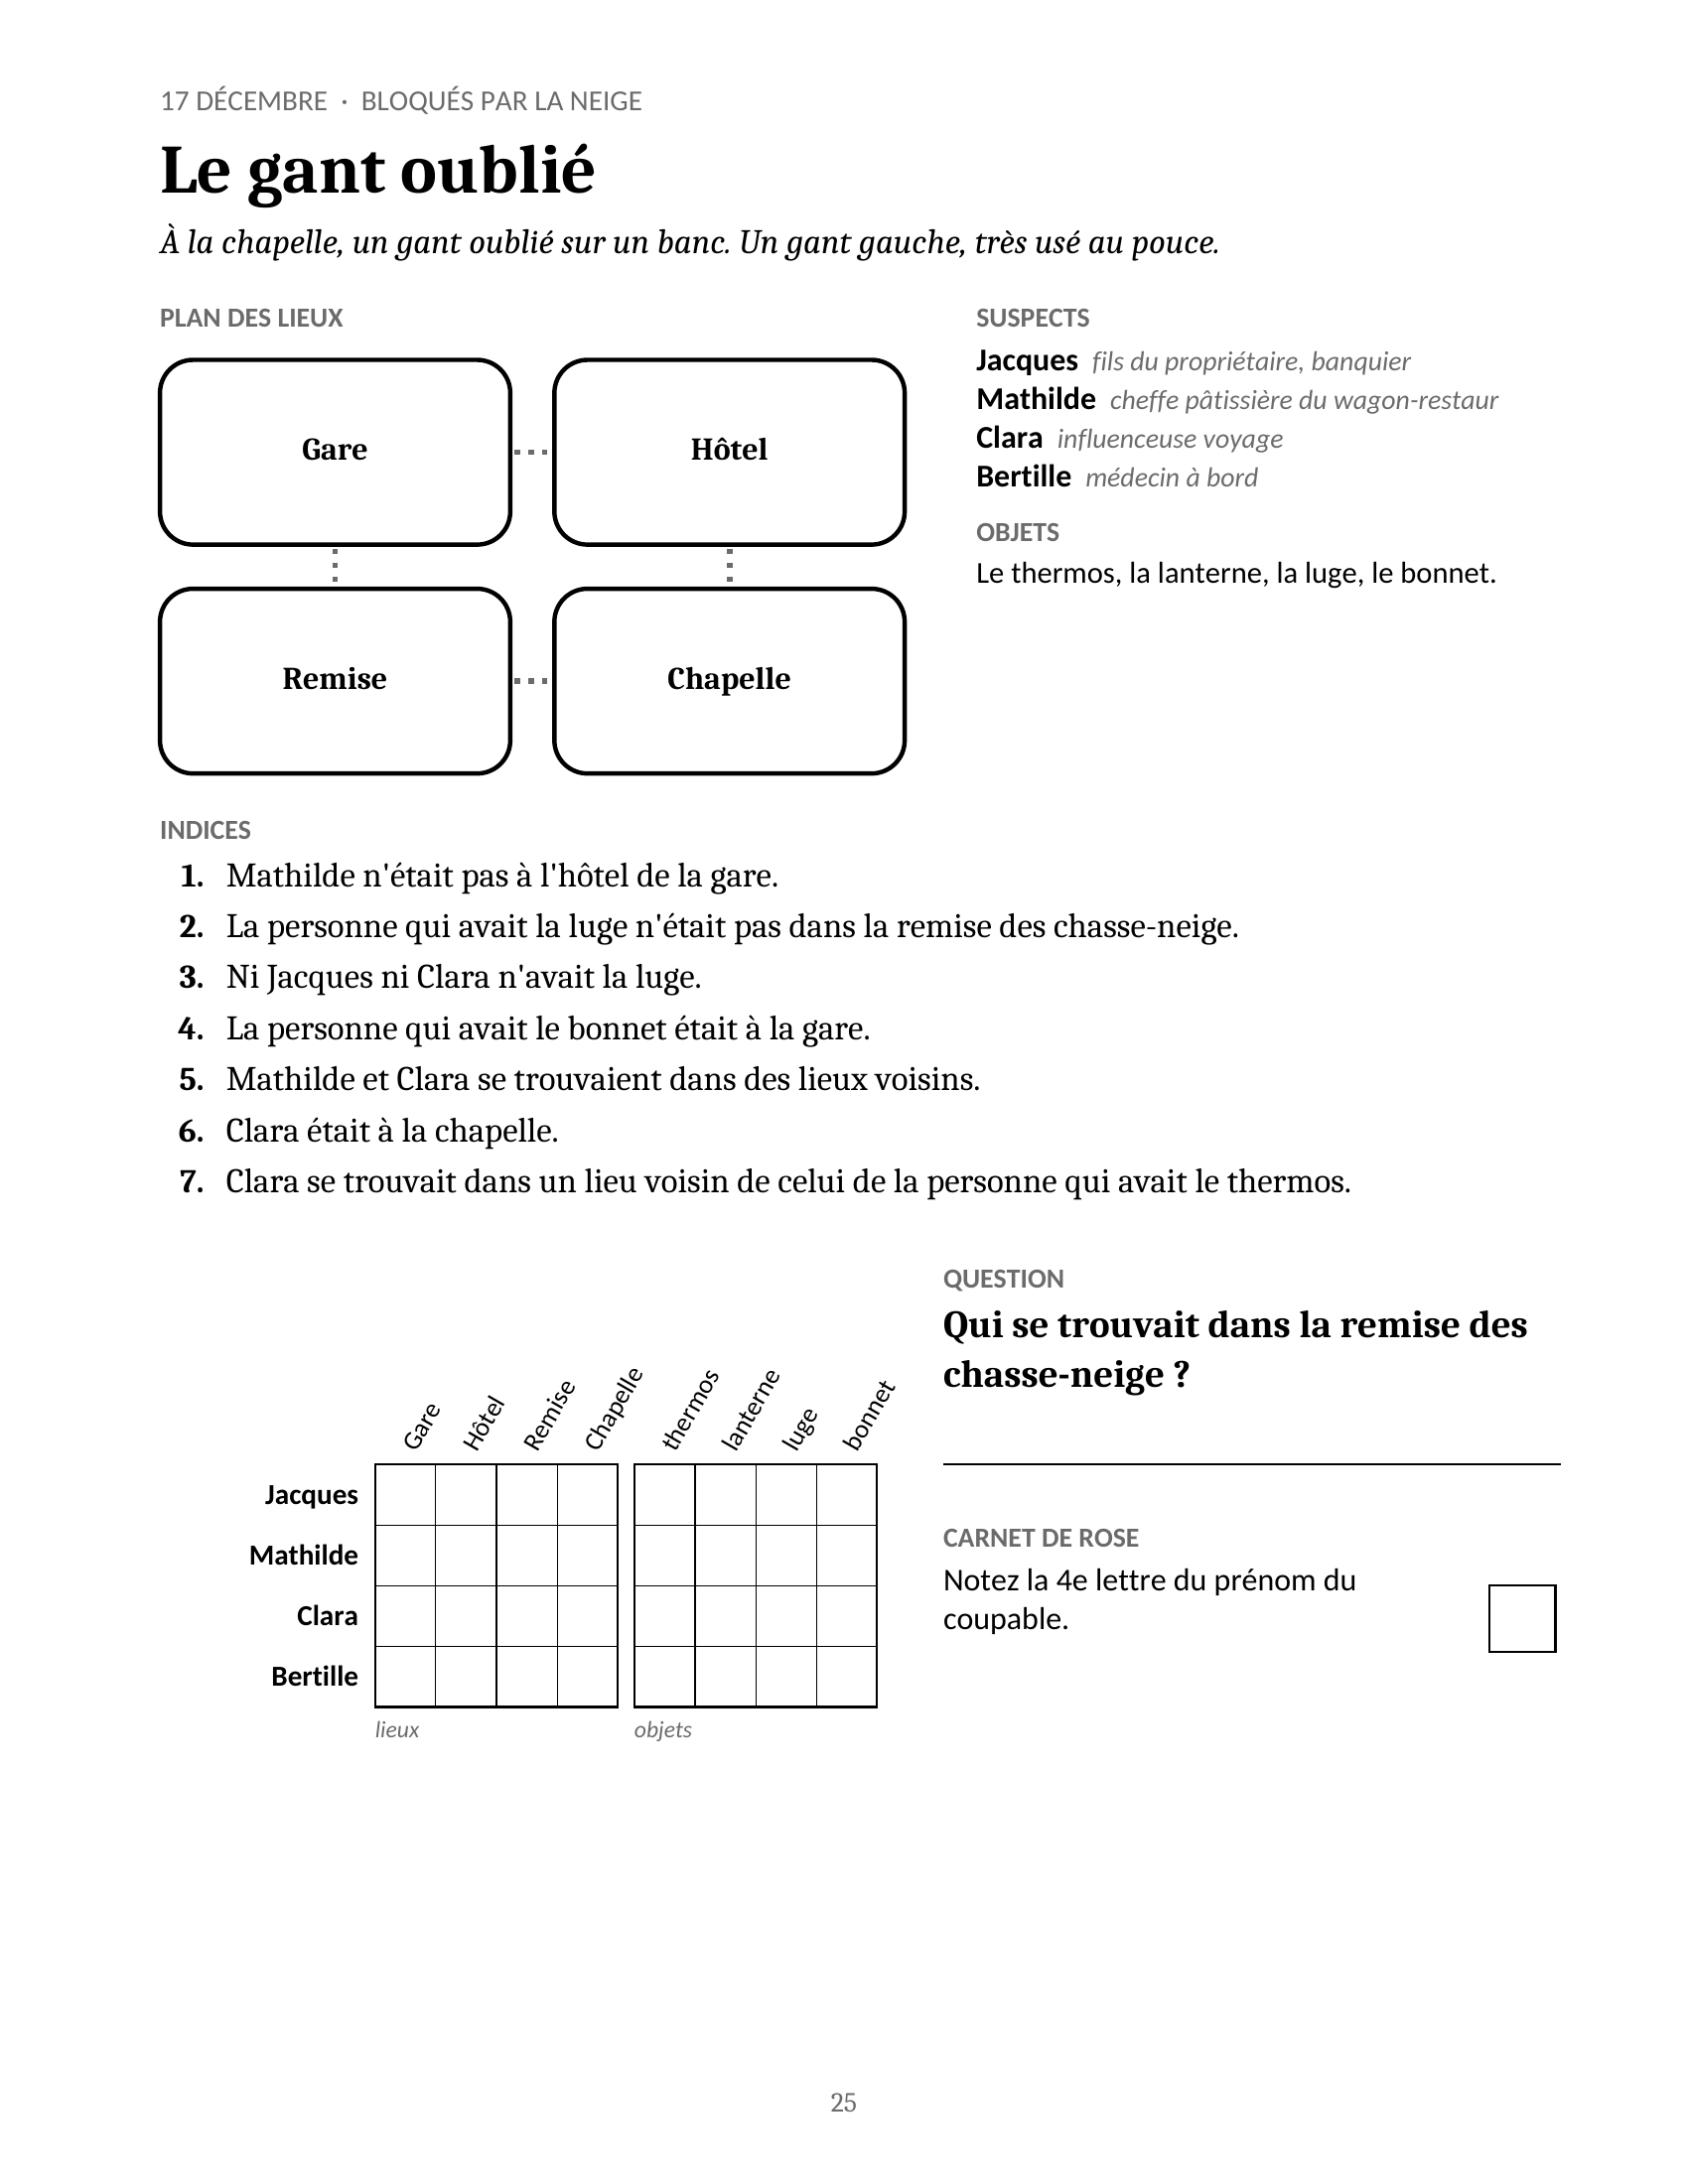 17 DÉCEMBRE · BLOQUÉS PAR LA NEIGE
Le gant oublié
À la chapelle, un gant oublié sur un banc. Un gant gauche, très usé au pouce.
PLAN DES LIEUX
Gare
Hôtel
Remise
Chapelle
SUSPECTS
Jacques fils du propriétaire, banquier
Mathilde cheffe pâtissière du wagon-restaur
Clara influenceuse voyage
Bertille médecin à bord
OBJETS
Le thermos, la lanterne, la luge, le bonnet.
INDICES
1. Mathilde n'était pas à l'hôtel de la gare.
2. La personne qui avait la luge n'était pas dans la remise des chasse-neige.
3. Ni Jacques ni Clara n'avait la luge.
4. La personne qui avait le bonnet était à la gare.
5. Mathilde et Clara se trouvaient dans des lieux voisins.
6. Clara était à la chapelle.
7. Clara se trouvait dans un lieu voisin de celui de la personne qui avait le thermos.
Gare Hôtel Remise Chapelle thermos lanterne luge bonnet
Jacques
Mathilde
Clara
Bertille
lieux objets
QUESTION
Qui se trouvait dans la remise des
chasse-neige ?
CARNET DE ROSE
Notez la 4e lettre du prénom du
coupable.
25